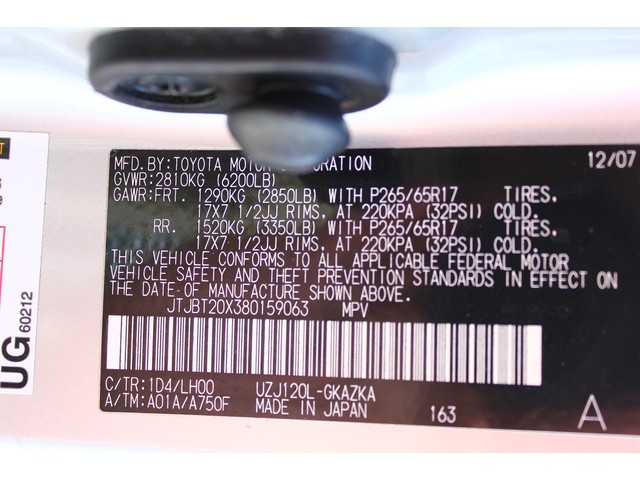 MFD. BY: TOYOTA MOTOR CORPORATION 12/07
GVWR: 2810KG (6200LB)
GAWR: FRT. 1290KG (2850LB) WITH P265/65R17 TIRES.
17X7 1/2JJ RIMS. AT 220KPA (32PSI) COLD.
RR. 1520KG (3350LB) WITH P265/65R17 TIRES.
17X7 1/2JJ RIMS. AT 220KPA (32PSI) COLD.
THIS VEHICLE CONFORMS TO ALL APPLICABLE FEDERAL MOTOR
VEHICLE SAFETY AND THEFT PREVENTION STANDARDS IN EFFECT ON
THE DATE OF MANUFACTURE SHOWN ABOVE.
JTJBT20X380159063 MPV
C/TR: 1D4/LH00 UZJ120L-GKAZKA
A/TM: A01A/A750F MADE IN JAPAN 163 A
UG 60212